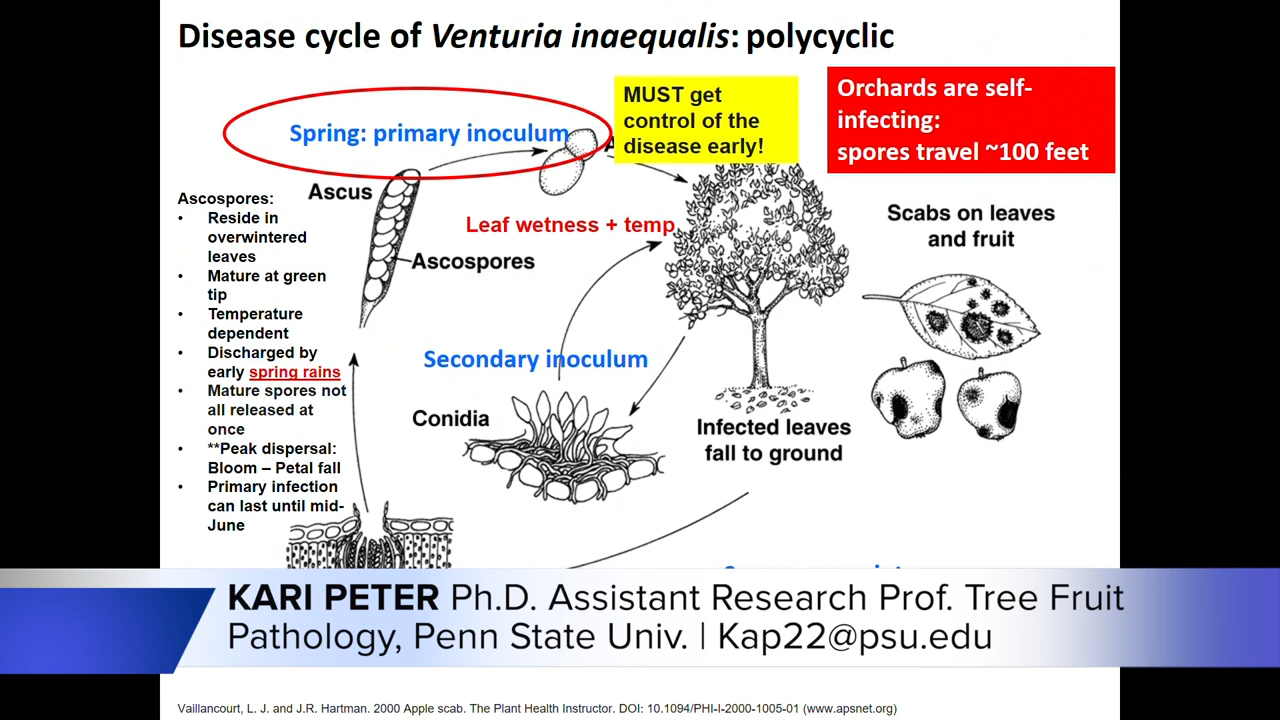 Disease cycle of Venturia inaequalis: polycyclic
Spring: primary inoculum
MUST get
control of the
disease early!
Orchards are self-
infecting:
spores travel ~100 feet
Ascus
Ascospores:
• Reside in
overwintered
leaves
• Mature at green
tip
• Temperature
dependent
• Discharged by
early spring rains
• Mature spores not
all released at
once
• **Peak dispersal:
Bloom – Petal fall
• Primary infection
can last until mid-
June
Leaf wetness + temp
Ascospores
Scabs on leaves
and fruit
Secondary inoculum
Conidia
Infected leaves
fall to ground
KARI PETER Ph.D. Assistant Research Prof. Tree Fruit
Pathology, Penn State Univ. | Kap22@psu.edu
Vaillancourt, L. J. and J.R. Hartman. 2000 Apple scab. The Plant Health Instructor. DOI: 10.1094/PHI-I-2000-1005-01 (www.apsnet.org)